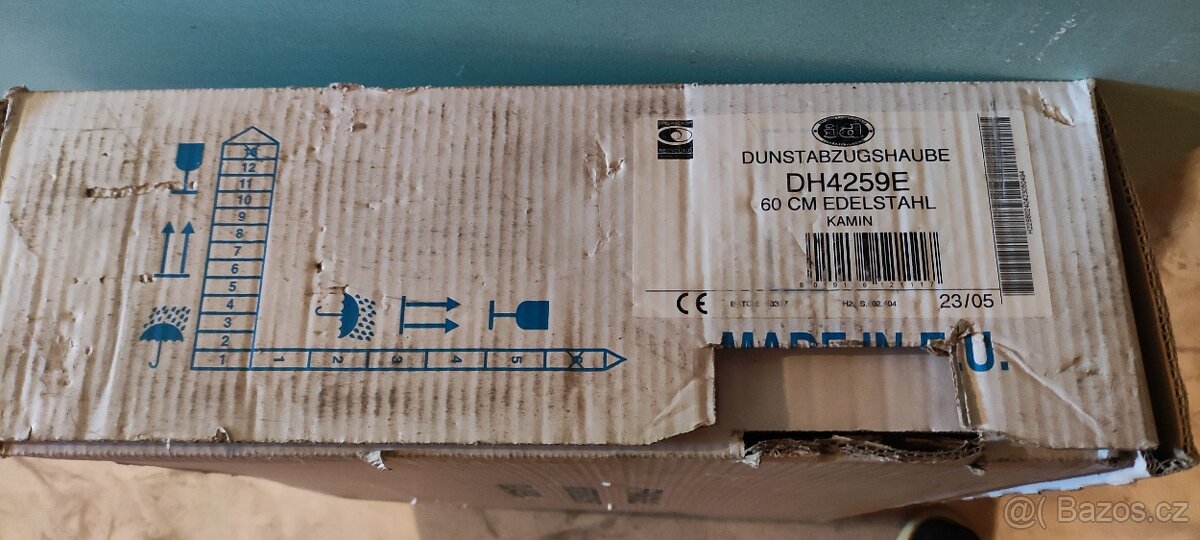 DUNSTABZUGSHAUBE
DH4259E
60 CM EDELSTAHL
KAMIN
CE
23/05
MADE IN E.U.
12
11
10
9
8
7
6
5
4
3
2
1
1
2
3
4
5
@( Bazos.cz